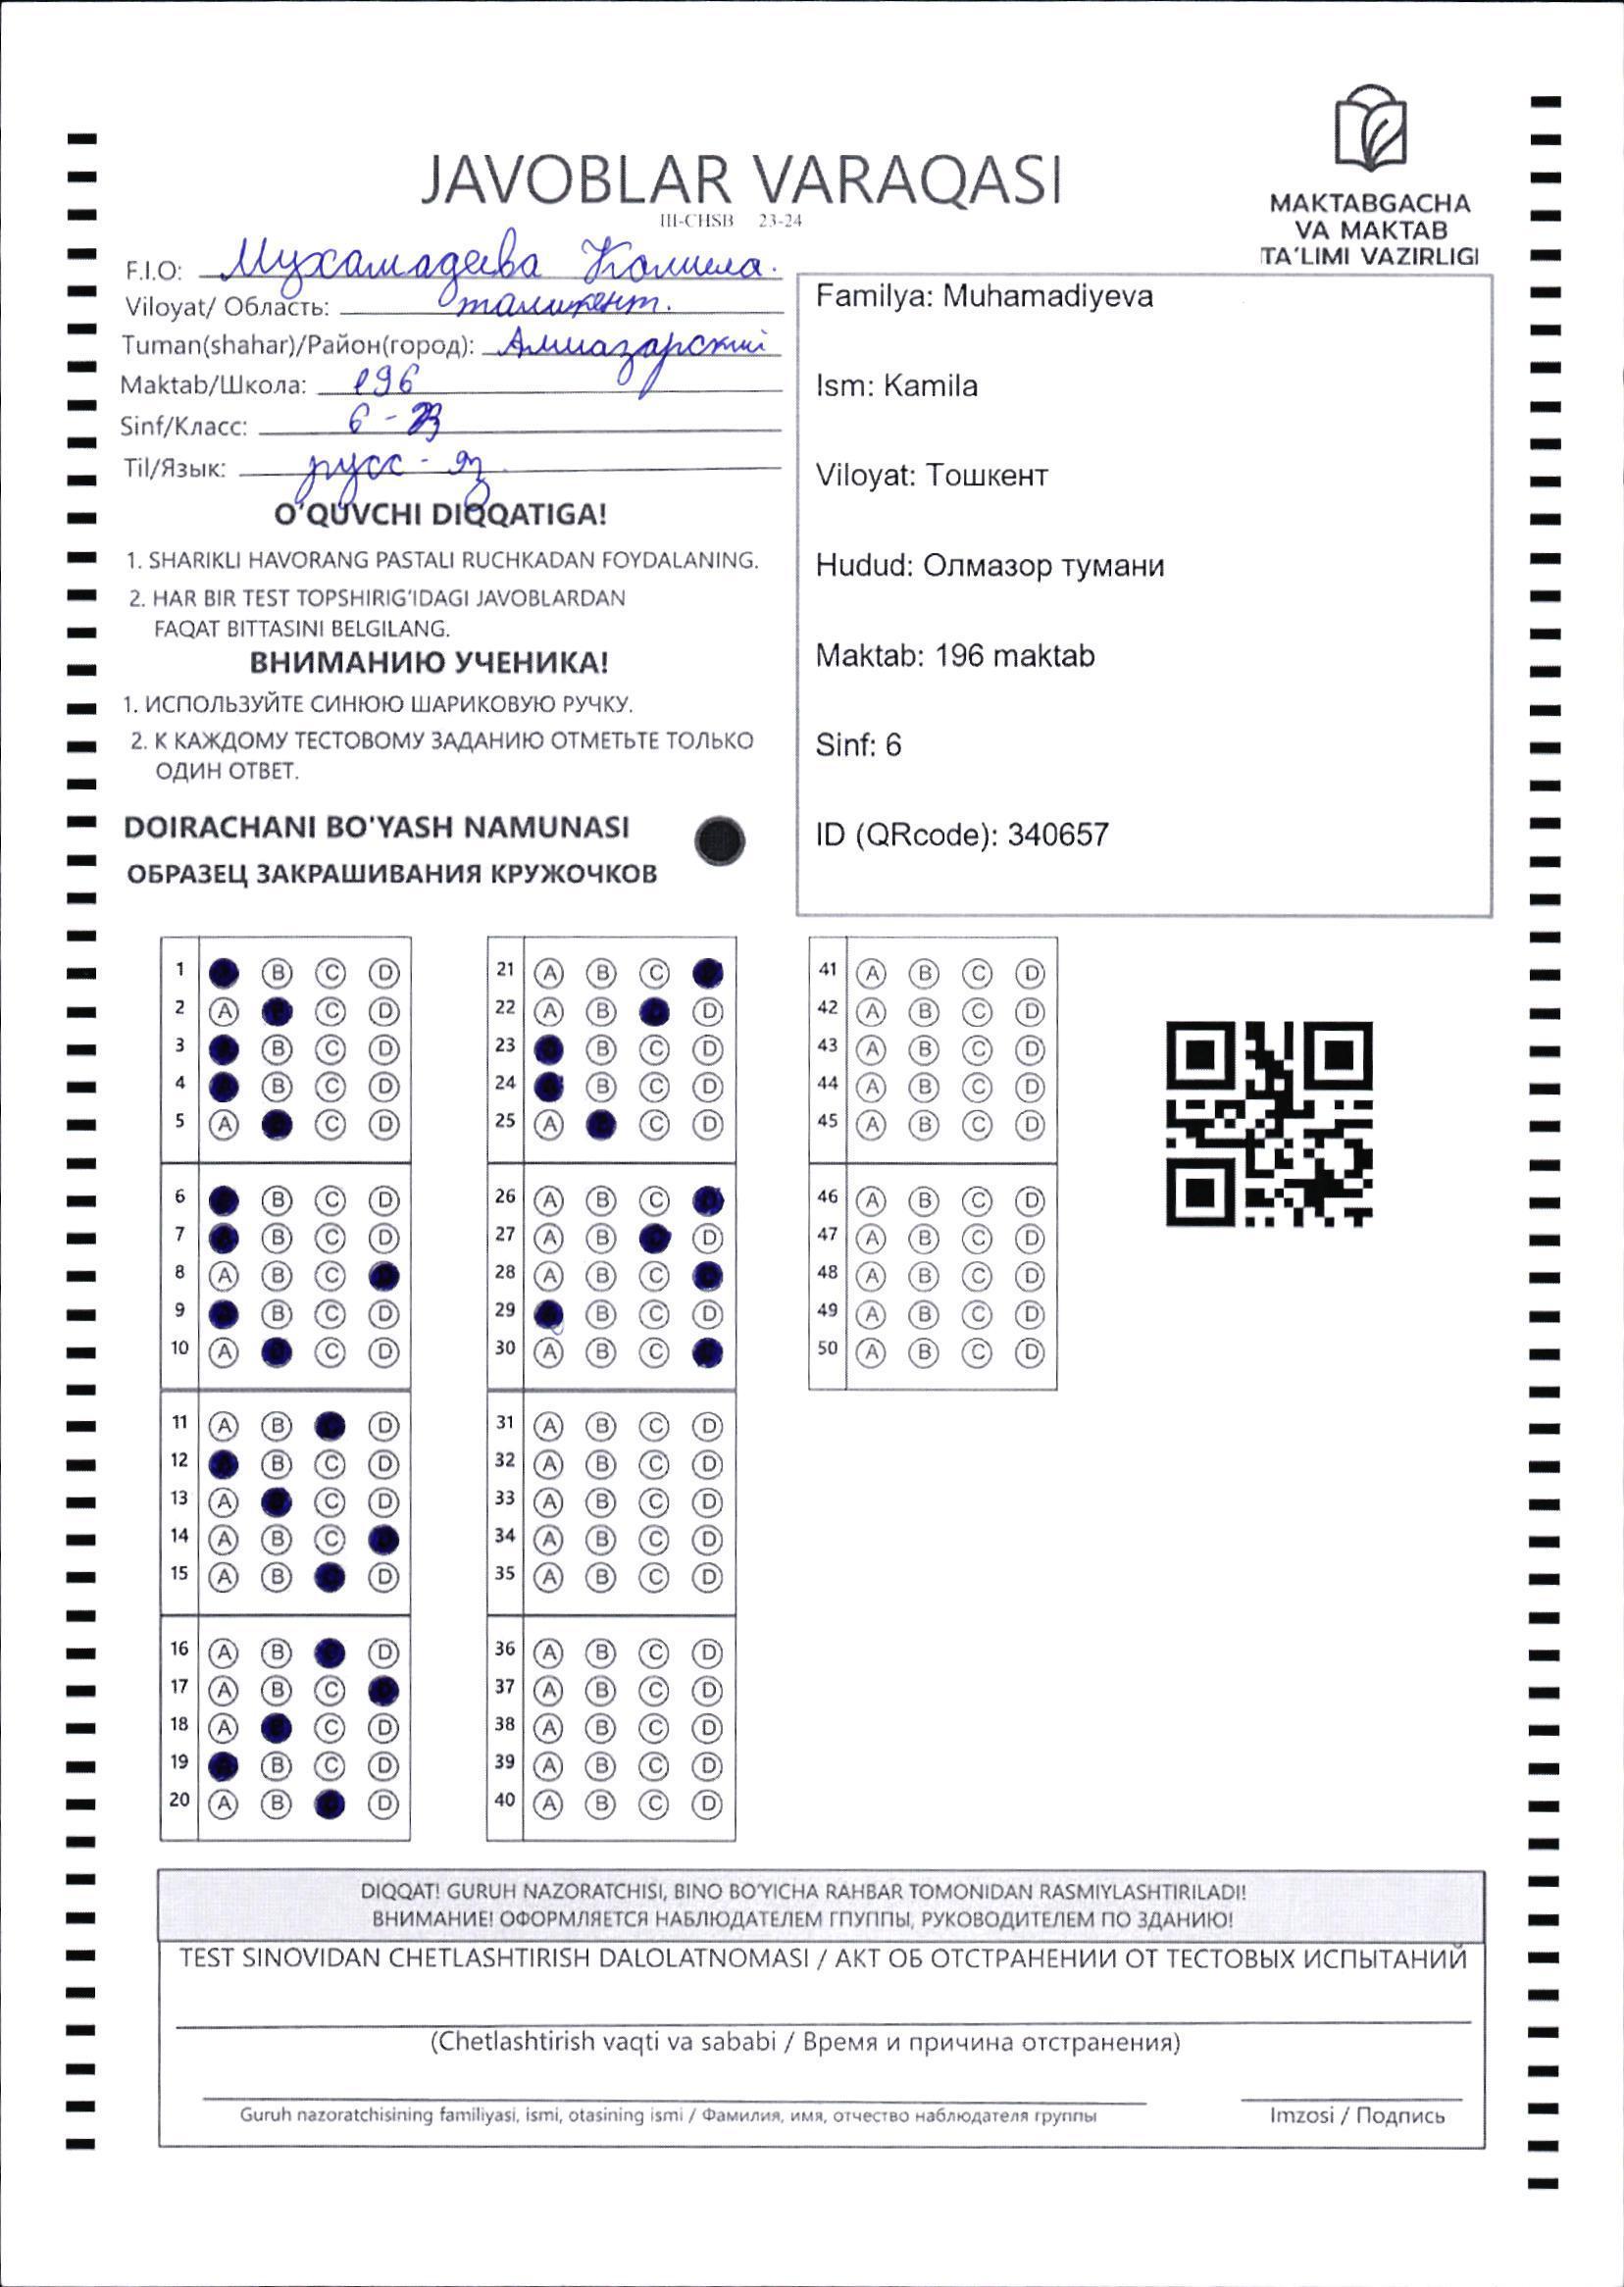 JAVOBLAR VARAQASI
III-CHSB 23-24
MAKTABGACHA
VA MAKTAB
TA'LIMI VAZIRLIGI
F.I.O: Мухамадеева Камила.
Viloyat/ Область: ташкент.
Tuman(shahar)/Район(город): Алмазарский
Maktab/Школа: 196
Sinf/Класс: 6 -
Til/Язык: русс - яз
O'QUVCHI DIQQATIGA!
1. SHARIKLI HAVORANG PASTALI RUCHKADAN FOYDALANING.
2. HAR BIR TEST TOPSHIRIG'IDAGI JAVOBLARDAN
FAQAT BITTASINI BELGILANG.
ВНИМАНИЮ УЧЕНИКА!
1. ИСПОЛЬЗУЙТЕ СИНЮЮ ШАРИКОВУЮ РУЧКУ.
2. К КАЖДОМУ ТЕСТОВОМУ ЗАДАНИЮ ОТМЕТЬТЕ ТОЛЬКО
ОДИН ОТВЕТ.
DOIRACHANI BO'YASH NAMUNASI
ОБРАЗЕЦ ЗАКРАШИВАНИЯ КРУЖОЧКОВ
Familya: Muhamadiyeva
Ism: Kamila
Viloyat: Тошкент
Hudud: Олмазор тумани
Maktab: 196 maktab
Sinf: 6
ID (QRcode): 340657
1 B C D
2 A C D
3 B C D
4 B C D
5 A C D
6 B C D
7 B C D
8 A B C
9 B C D
10 A C D
11 A B D
12 B C D
13 A C D
14 A B C
15 A B D
16 A B D
17 A B C
18 A C D
19 B C D
20 A B D
21 A B C
22 A B D
23 B C D
24 B C D
25 A C D
26 A B C
27 A B D
28 A B C
29 B C D
30 A B C
31 A B C D
32 A B C D
33 A B C D
34 A B C D
35 A B C D
36 A B C D
37 A B C D
38 A B C D
39 A B C D
40 A B C D
41 A B C D
42 A B C D
43 A B C D
44 A B C D
45 A B C D
46 A B C D
47 A B C D
48 A B C D
49 A B C D
50 A B C D
DIQQAT! GURUH NAZORATCHISI, BINO BO'YICHA RAHBAR TOMONIDAN RASMIYLASHTIRILADI!
ВНИМАНИЕ! ОФОРМЛЯЕТСЯ НАБЛЮДАТЕЛЕМ ГПУППЫ, РУКОВОДИТЕЛЕМ ПО ЗДАНИЮ!
TEST SINOVIDAN CHETLASHTIRISH DALOLATNOMASI / АКТ ОБ ОТСТРАНЕНИИ ОТ ТЕСТОВЫХ ИСПЫТАНИЙ
(Chetlashtirish vaqti va sababi / Время и причина отстранения)
Guruh nazoratchisining familiyasi, ismi, otasining ismi / Фамилия, имя, отчество наблюдателя группы
Imzosi / Подпись